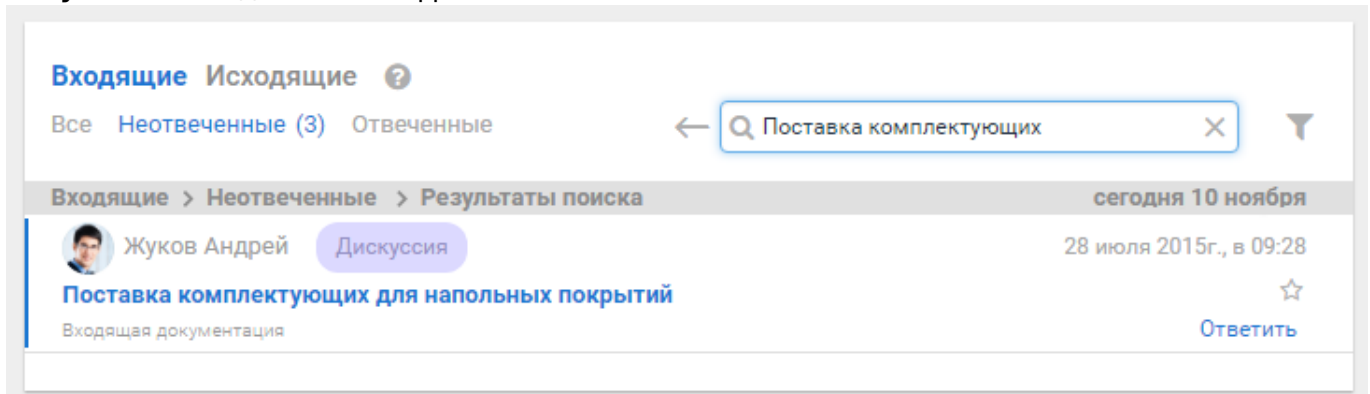 Входящие Исходящие ?
Все Неотвеченные (3) Отвеченные Поставка комплектующих
Входящие > Неотвеченные > Результаты поиска сегодня 10 ноября
Жуков Андрей Дискуссия 28 июля 2015г., в 09:28
Поставка комплектующих для напольных покрытий
Входящая документация Ответить